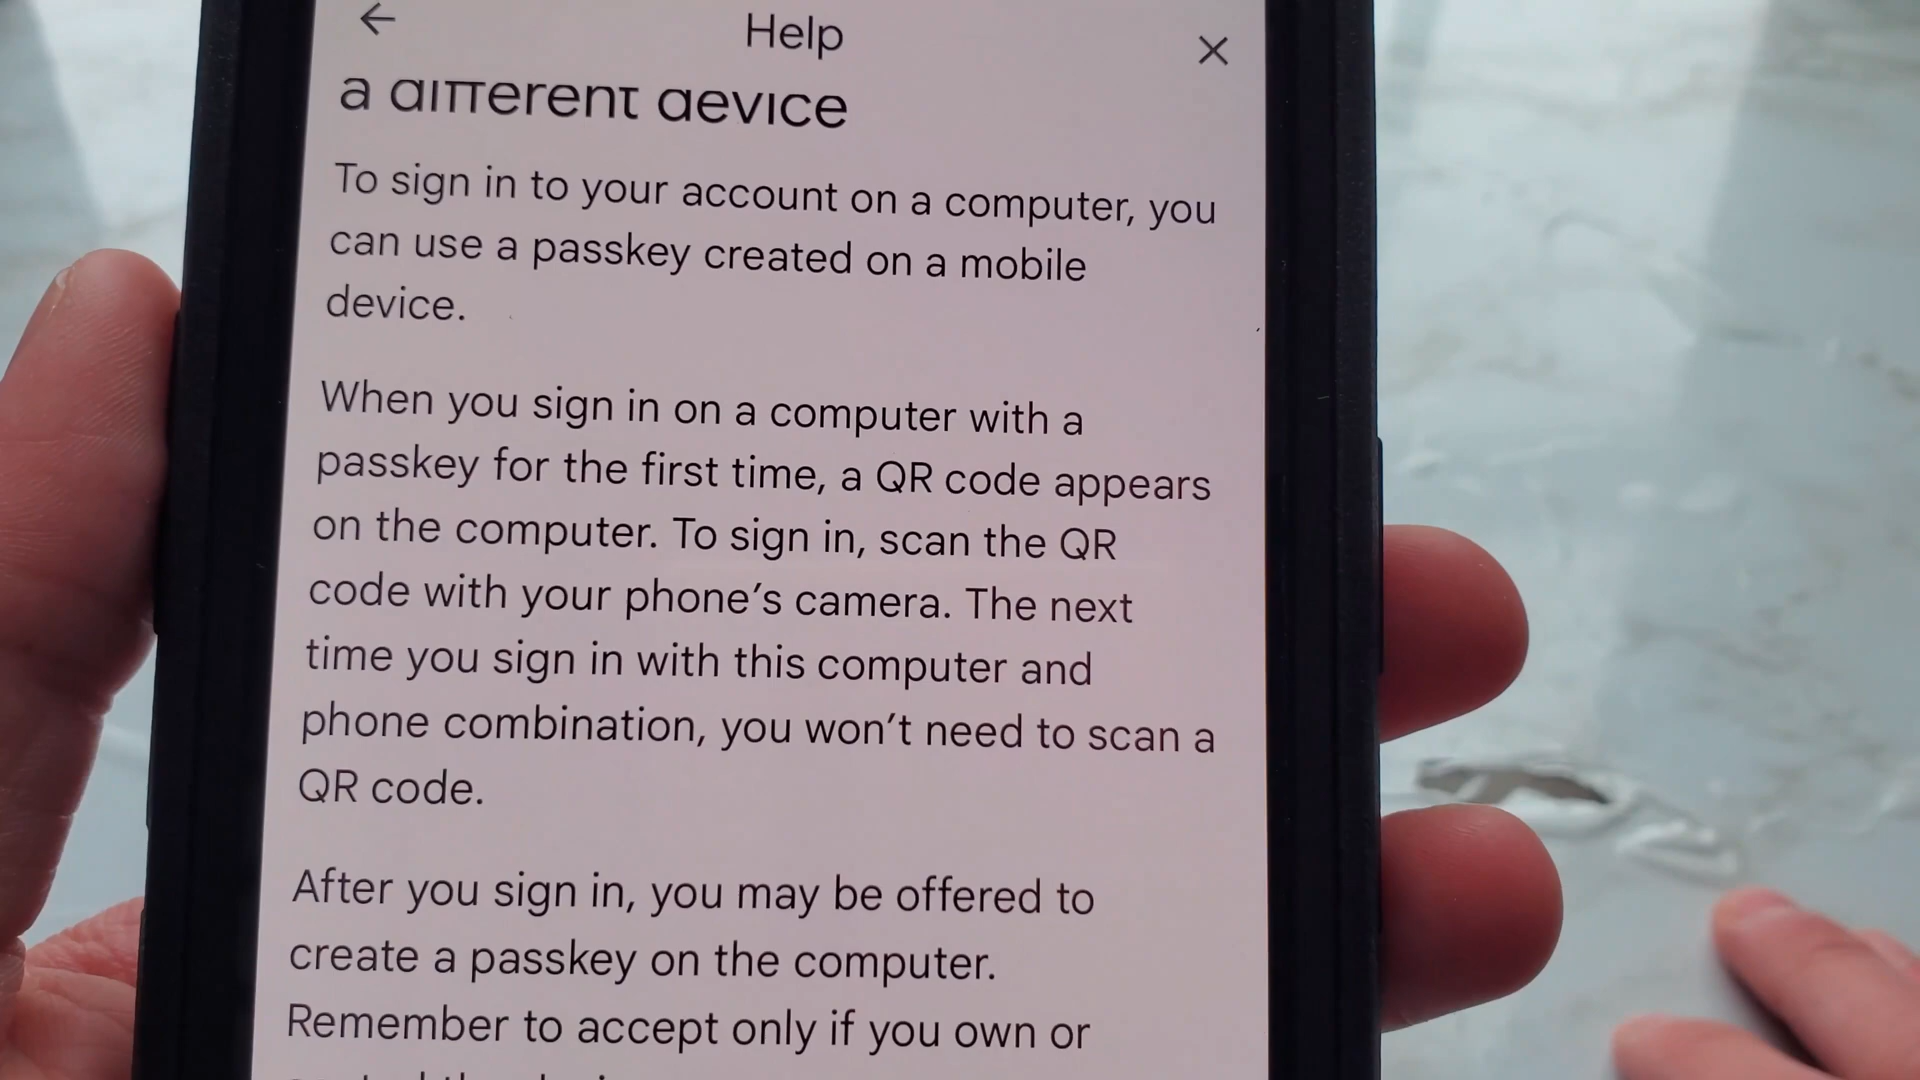 Help
a different device
To sign in to your account on a computer, you
can use a passkey created on a mobile
device.
When you sign in on a computer with a
passkey for the first time, a QR code appears
on the computer. To sign in, scan the QR
code with your phone’s camera. The next
time you sign in with this computer and
phone combination, you won’t need to scan a
QR code.
After you sign in, you may be offered to
create a passkey on the computer.
Remember to accept only if you own or